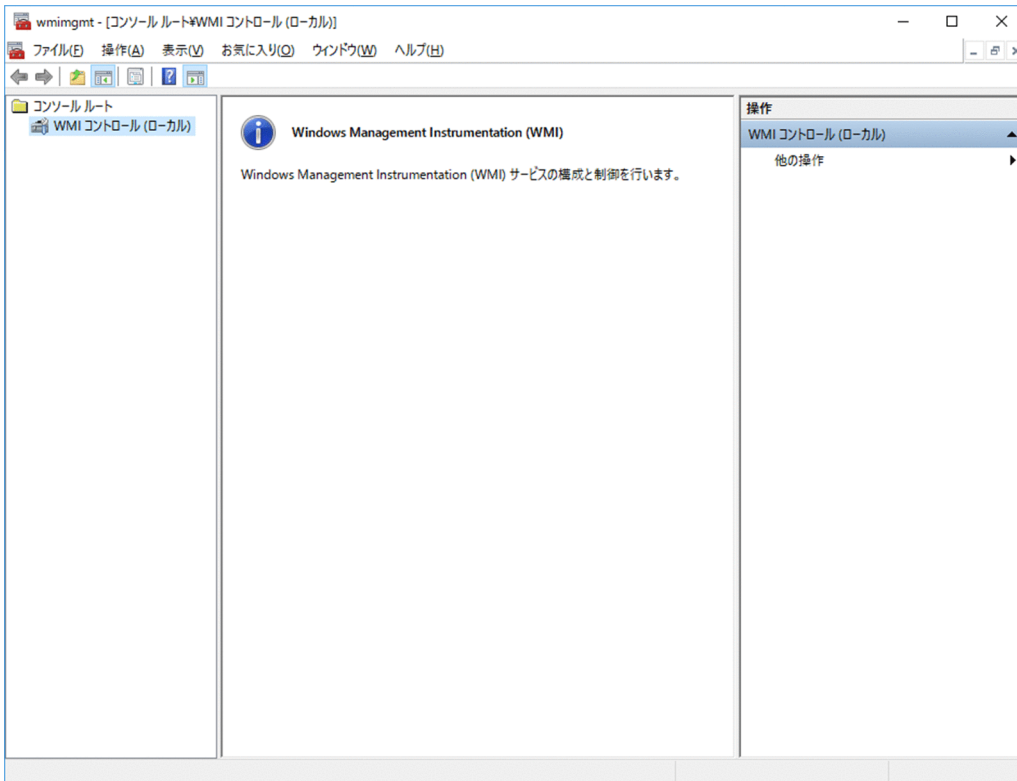 wmimgmt - [コンソール ルート¥WMI コントロール (ローカル)]
ファイル(F) 操作(A) 表示(V) お気に入り(O) ウィンドウ(W) ヘルプ(H)
コンソール ルート
WMI コントロール (ローカル)
Windows Management Instrumentation (WMI)
Windows Management Instrumentation (WMI) サービスの構成と制御を行います。
操作
WMI コントロール (ローカル)
他の操作